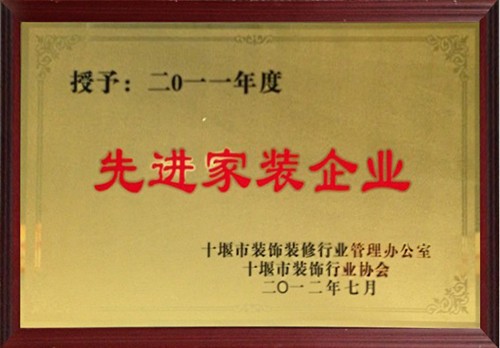 授予：二0一一年度
先进家装企业
十堰市装饰装修行业管理办公室
十堰市装饰行业协会
二〇一二年七月